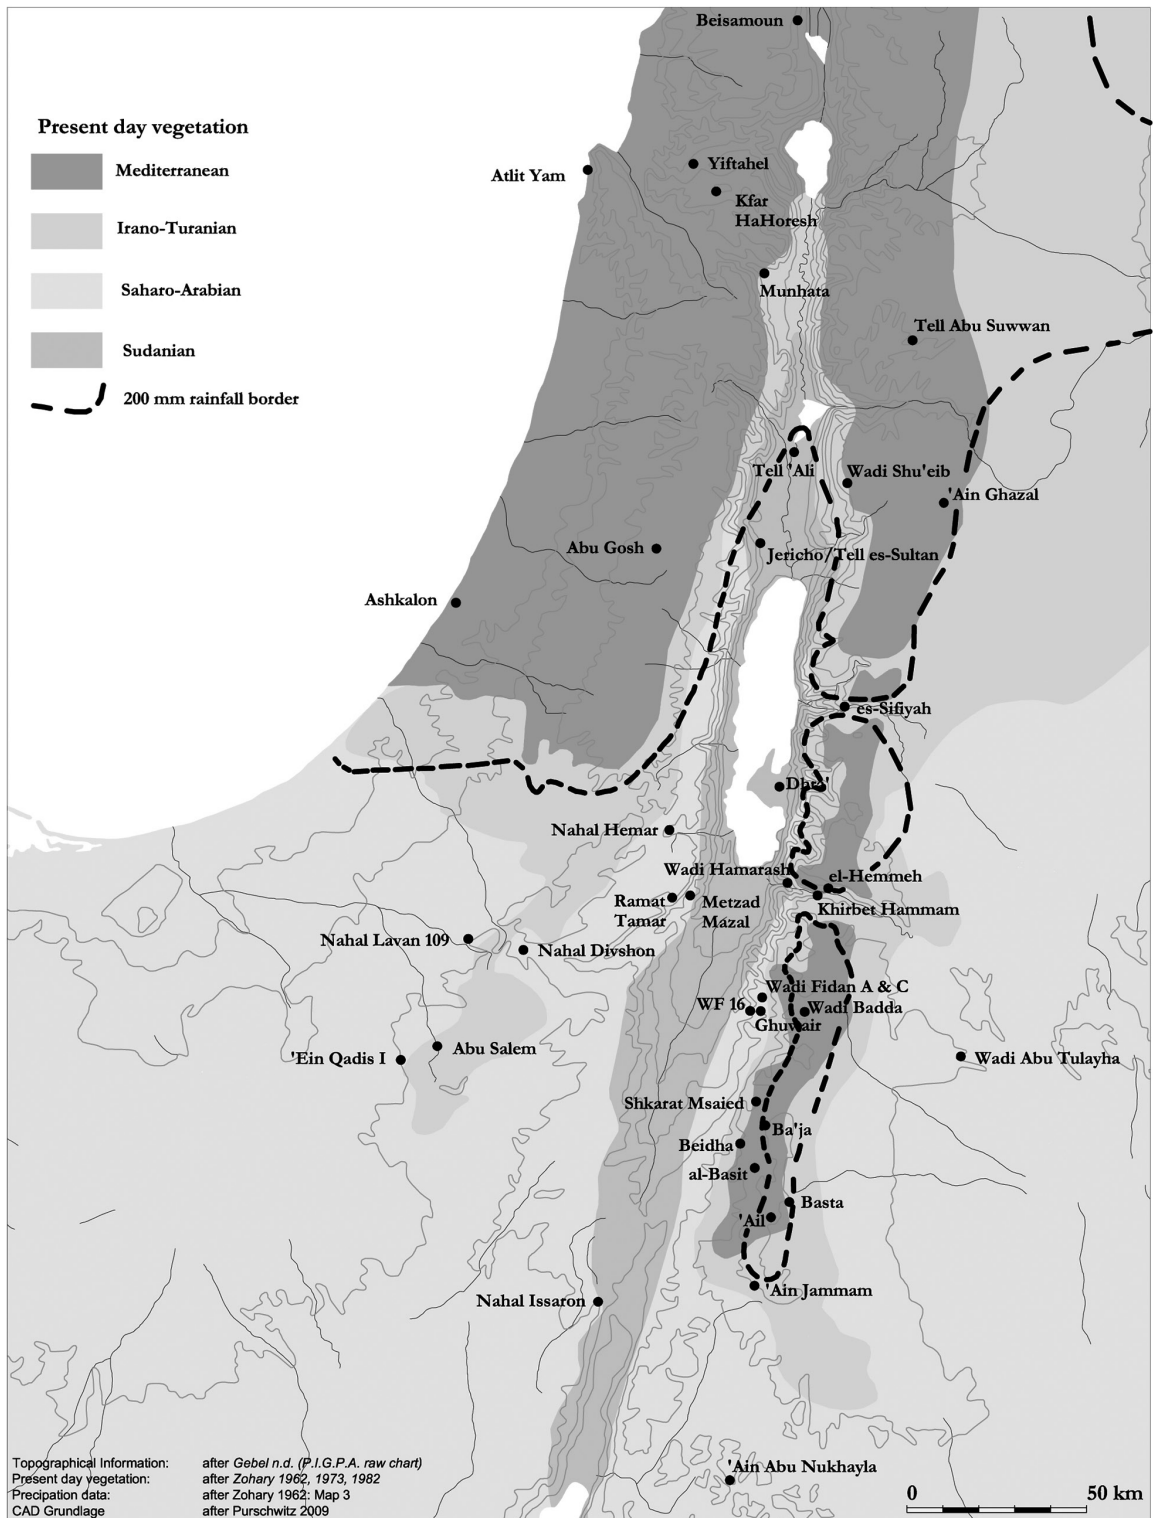 Beisamoun
Present day vegetation
Mediterranean
Irano-Turanian
Saharo-Arabian
Sudanian
200 mm rainfall border
Atlit Yam
Yiftahel
Kfar
HaHoresh
Munhata
Tell Abu Suwwan
Tell 'Ali
Wadi Shu'eib
'Ain Ghazal
Abu Gosh
Jericho/Tell es-Sultan
Ashkalon
es-Sifiyah
Dhra'
Nahal Hemar
Wadi Hamarash
el-Hemmeh
Ramat
Tamar
Metzad
Mazal
Khirbet Hammam
Nahal Lavan 109
Nahal Divshon
Wadi Fidan A & C
WF 16
Wadi Badda
Ghuwair
'Ein Qadis I
Abu Salem
Wadi Abu Tulayha
Shkarat Msaied
Ba'ja
Beidha
al-Basit
Basta
'Ail
'Ain Jammam
Nahal Issaron
'Ain Abu Nukhayla
Topographical Information: after Gebel n.d. (P.I.G.P.A. raw chart)
Present day vegetation: after Zohary 1962, 1973, 1982
Precipation data: after Zohary 1962: Map 3
CAD Grundlage after Purschwitz 2009
0 50 km